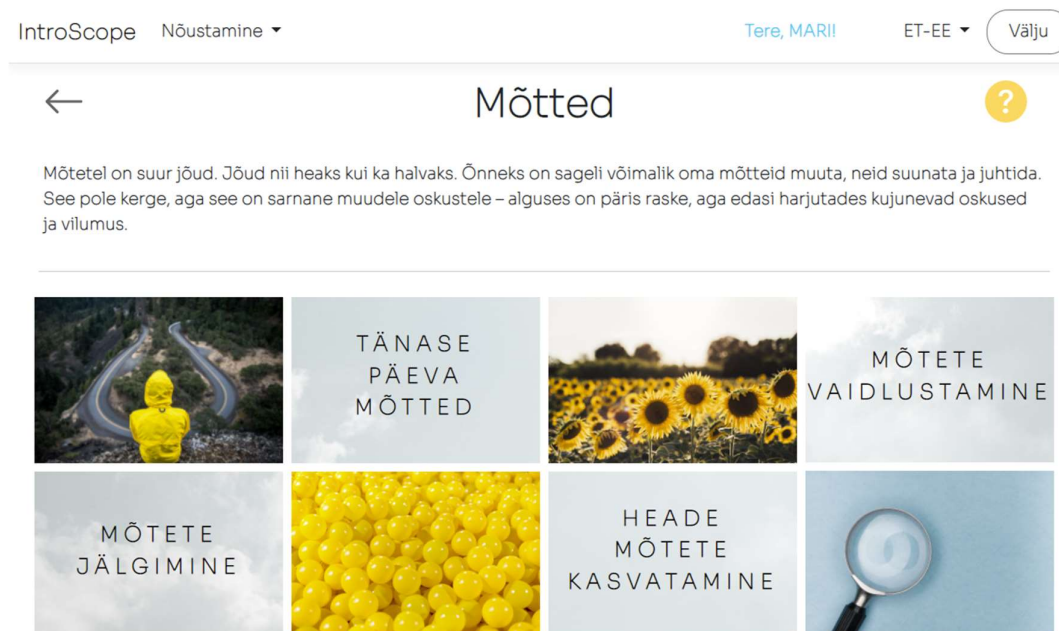 IntroScope Nõustamine Tere, MARI! ET-EE Välju
Mõtted
?
Mõtetel on suur jõud. Jõud nii heaks kui ka halvaks. Õnneks on sageli võimalik oma mõtteid muuta, neid suunata ja juhtida.
See pole kerge, aga see on sarnane muudele oskustele – alguses on päris raske, aga edasi harjutades kujunevad oskused
ja vilumus.
TÄNASE
PÄEVA
MÕTTED
MÕTETE
VAIDLUSTAMINE
MÕTETE
JÄLGIMINE
HEADE
MÕTETE
KASVATAMINE